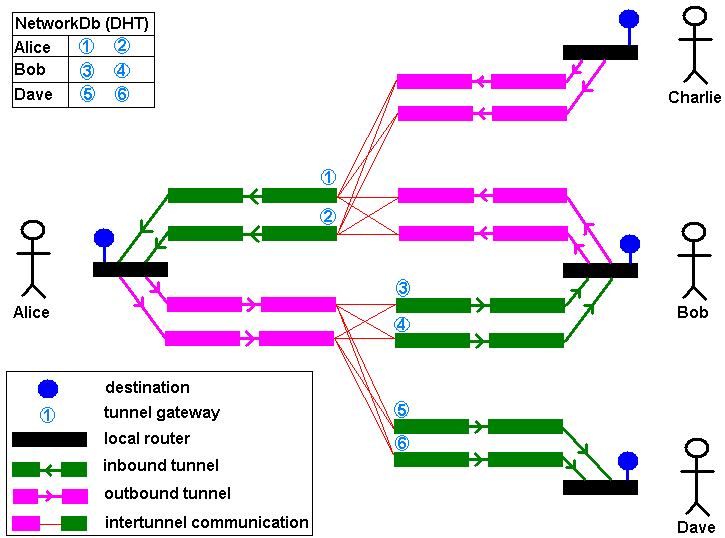 NetworkDb (DHT)
Alice 1 2
Bob 3 4
Dave 5 6
Charlie
1
2
Alice
3
4
Bob
5
6
Dave
destination
1 tunnel gateway
local router
inbound tunnel
outbound tunnel
intertunnel communication